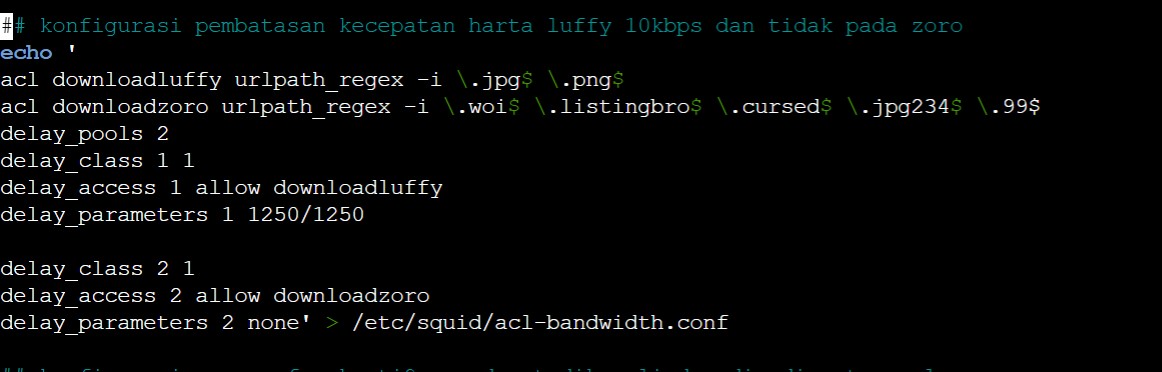 ## konfigurasi pembatasan kecepatan harta luffy 10kbps dan tidak pada zoro
echo '
acl downloadluffy urlpath_regex -i \.jpg$ \.png$
acl downloadzoro urlpath_regex -i \.woi$ \.listingbro$ \.cursed$ \.jpg234$ \.99$
delay_pools 2
delay_class 1 1
delay_access 1 allow downloadluffy
delay_parameters 1 1250/1250
delay_class 2 1
delay_access 2 allow downloadzoro
delay_parameters 2 none' > /etc/squid/acl-bandwidth.conf